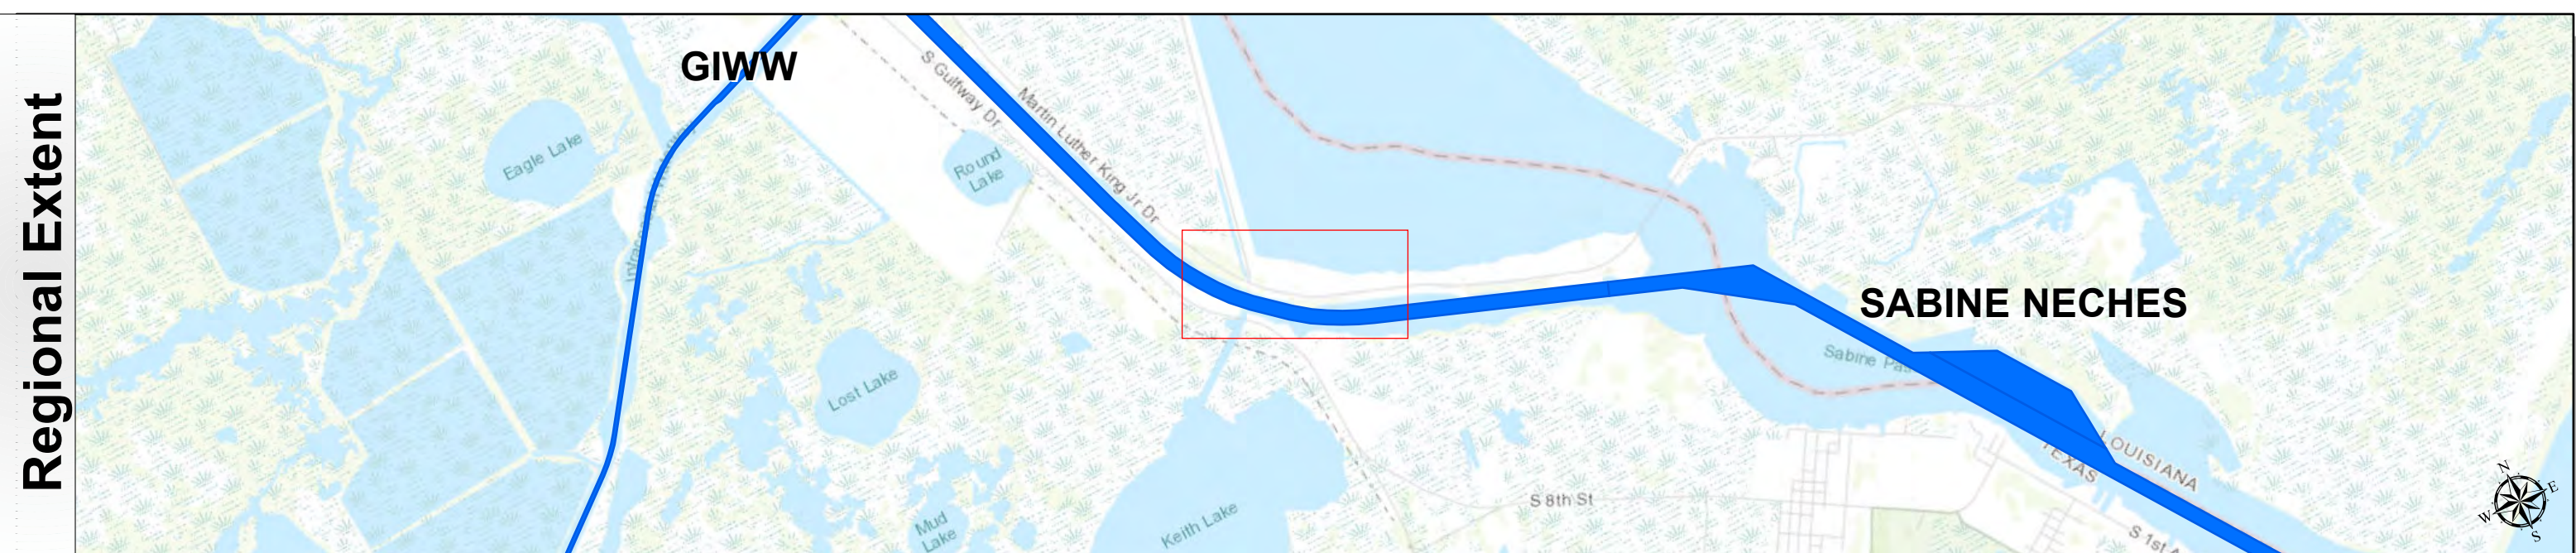 Regional Extent
GIWW
S Gulfway Dr
Martin Luther King Jr Dr
Eagle Lake
Round
Lake
SABINE NECHES
Lost Lake
LOUISIANA
TEXAS
S 8th St
Mud
Lake
Keith Lake
N
E
W
S